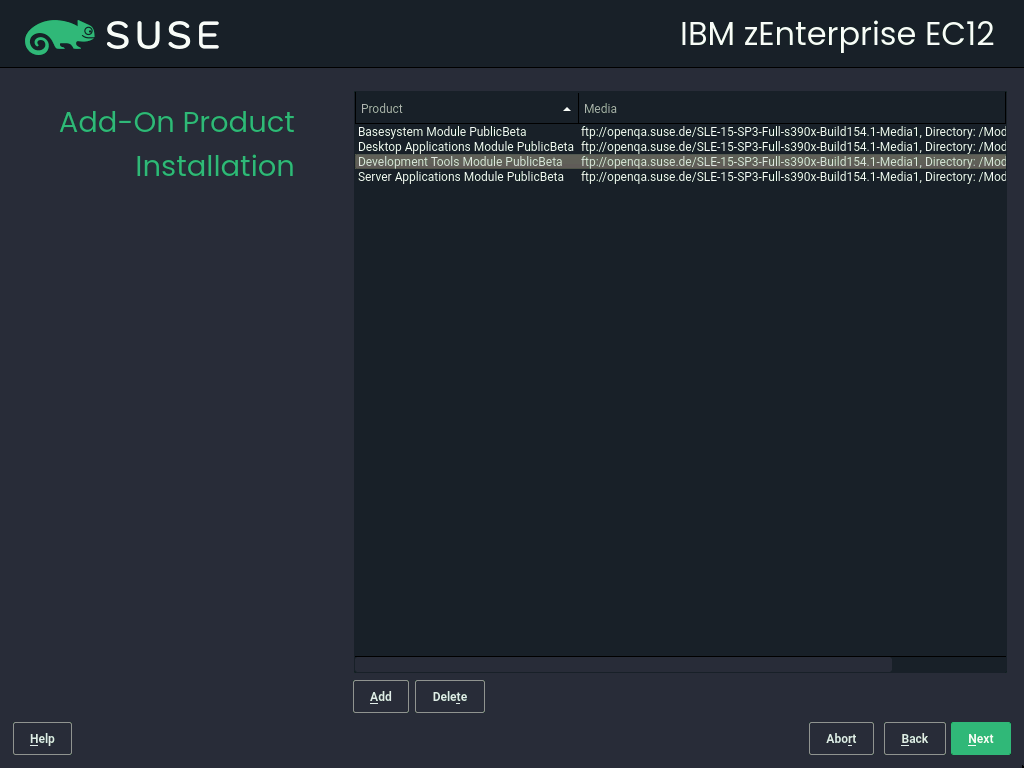 SUSE
IBM zEnterprise EC12
Add-On Product
Installation
Product Media
Basesystem Module PublicBeta ftp://openqa.suse.de/SLE-15-SP3-Full-s390x-Build154.1-Media1, Directory: /Mod
Desktop Applications Module PublicBeta ftp://openqa.suse.de/SLE-15-SP3-Full-s390x-Build154.1-Media1, Directory: /Mod
Development Tools Module PublicBeta ftp://openqa.suse.de/SLE-15-SP3-Full-s390x-Build154.1-Media1, Directory: /Mod
Server Applications Module PublicBeta ftp://openqa.suse.de/SLE-15-SP3-Full-s390x-Build154.1-Media1, Directory: /Mod
Add Delete
Help Abort Back Next